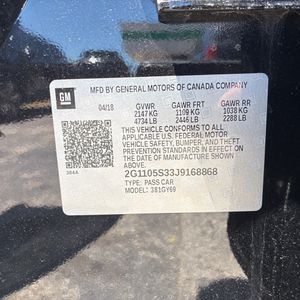 GM
MFD BY GENERAL MOTORS OF CANADA COMPANY
04/18 GVWR GAWR FRT GAWR RR
2147 KG 1109 KG 1038 KG
4734 LB 2446 LB 2288 LB
THIS VEHICLE CONFORMS TO ALL
APPLICABLE U.S. FEDERAL MOTOR
VEHICLE SAFETY, BUMPER, AND THEFT
PREVENTION STANDARDS IN EFFECT ON
THE DATE OF MANUFACTURE SHOWN
ABOVE.
384A
2G1105S33J9168868
TYPE: PASS CAR
MODEL: 381GY69